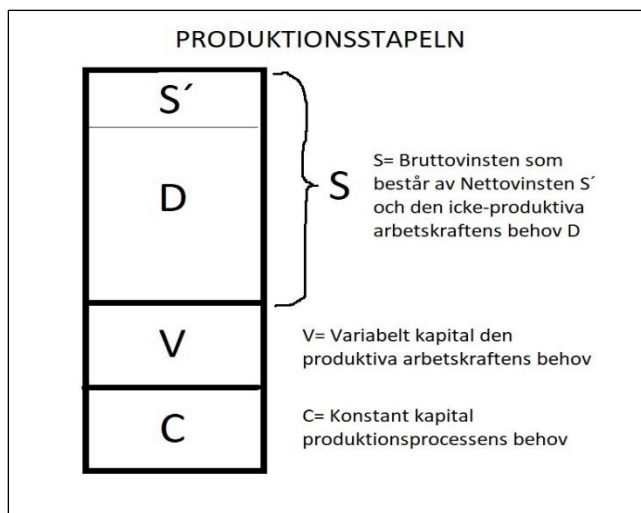 PRODUKTIONSSTAPELN
S´
D
S
S= Bruttovinsten som
består av Nettovinsten S´
och den icke-produktiva
arbetskraftens behov D
V
V= Variabelt kapital den
produktiva arbetskraftens behov
C
C= Konstant kapital
produktionsprocessens behov